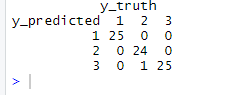 y_truth
y_predicted 1 2 3
1 25 0 0
2 0 24 0
3 0 1 25
>